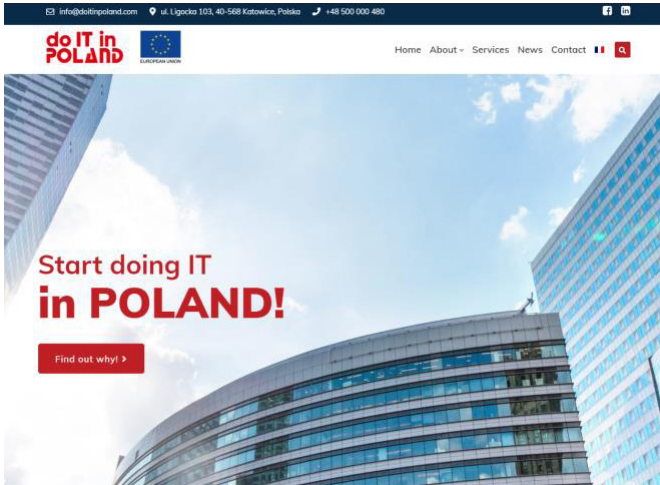 info@doitinpoland.com ul. Ligocka 103, 40-568 Katowice, Polska +48 500 000 480
do IT in
POLAND
EUROPEAN UNION
Home About Services News Contact
Start doing IT
in POLAND!
Find out why!